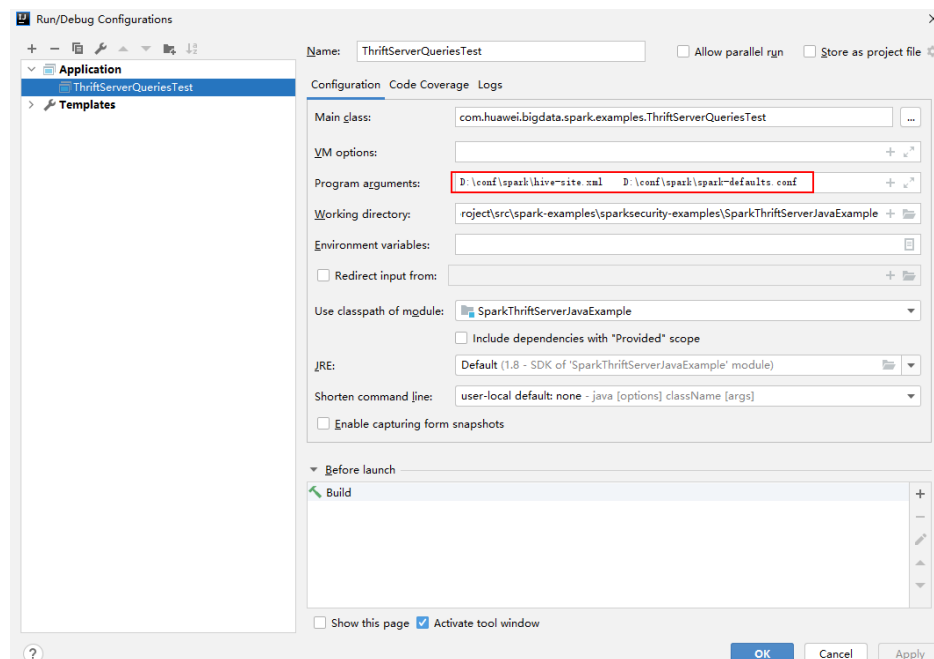 Run/Debug Configurations
Name: ThriftServerQueriesTest Allow parallel run Store as project file
Application
ThriftServerQueriesTest
Templates
Configuration Code Coverage Logs
Main class: com.huawei.bigdata.spark.examples.ThriftServerQueriesTest ...
VM options:
Program arguments: D:\conf\spark\hive-site.xml D:\conf\spark\spark-defaults.conf
Working directory: roject\src\spark-examples\sparksecurity-examples\SparkThriftServerJavaExample
Environment variables:
Redirect input from:
Use classpath of module: SparkThriftServerJavaExample
Include dependencies with "Provided" scope
JRE: Default (1.8 - SDK of 'SparkThriftServerJavaExample' module)
Shorten command line: user-local default: none - java [options] className [args]
Enable capturing form snapshots
Before launch
Build
Show this page Activate tool window
? OK Cancel Apply